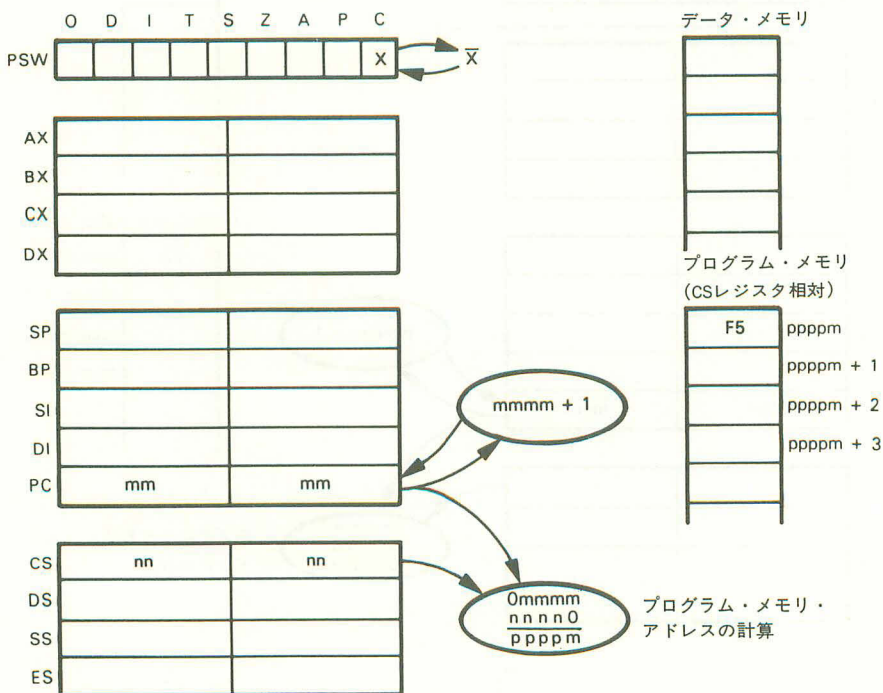 O D I T S Z A P C
PSW X X̅
AX
BX
CX
DX
SP
BP
SI
DI
PC mm mm
mmmm + 1
CS nn nn
DS
SS
ES
0mmmm
nnnn0
ppppm
プログラム・メモリ・
アドレスの計算
データ・メモリ
プログラム・メモリ
(CSレジスタ相対)
F5 ppppm
ppppm + 1
ppppm + 2
ppppm + 3